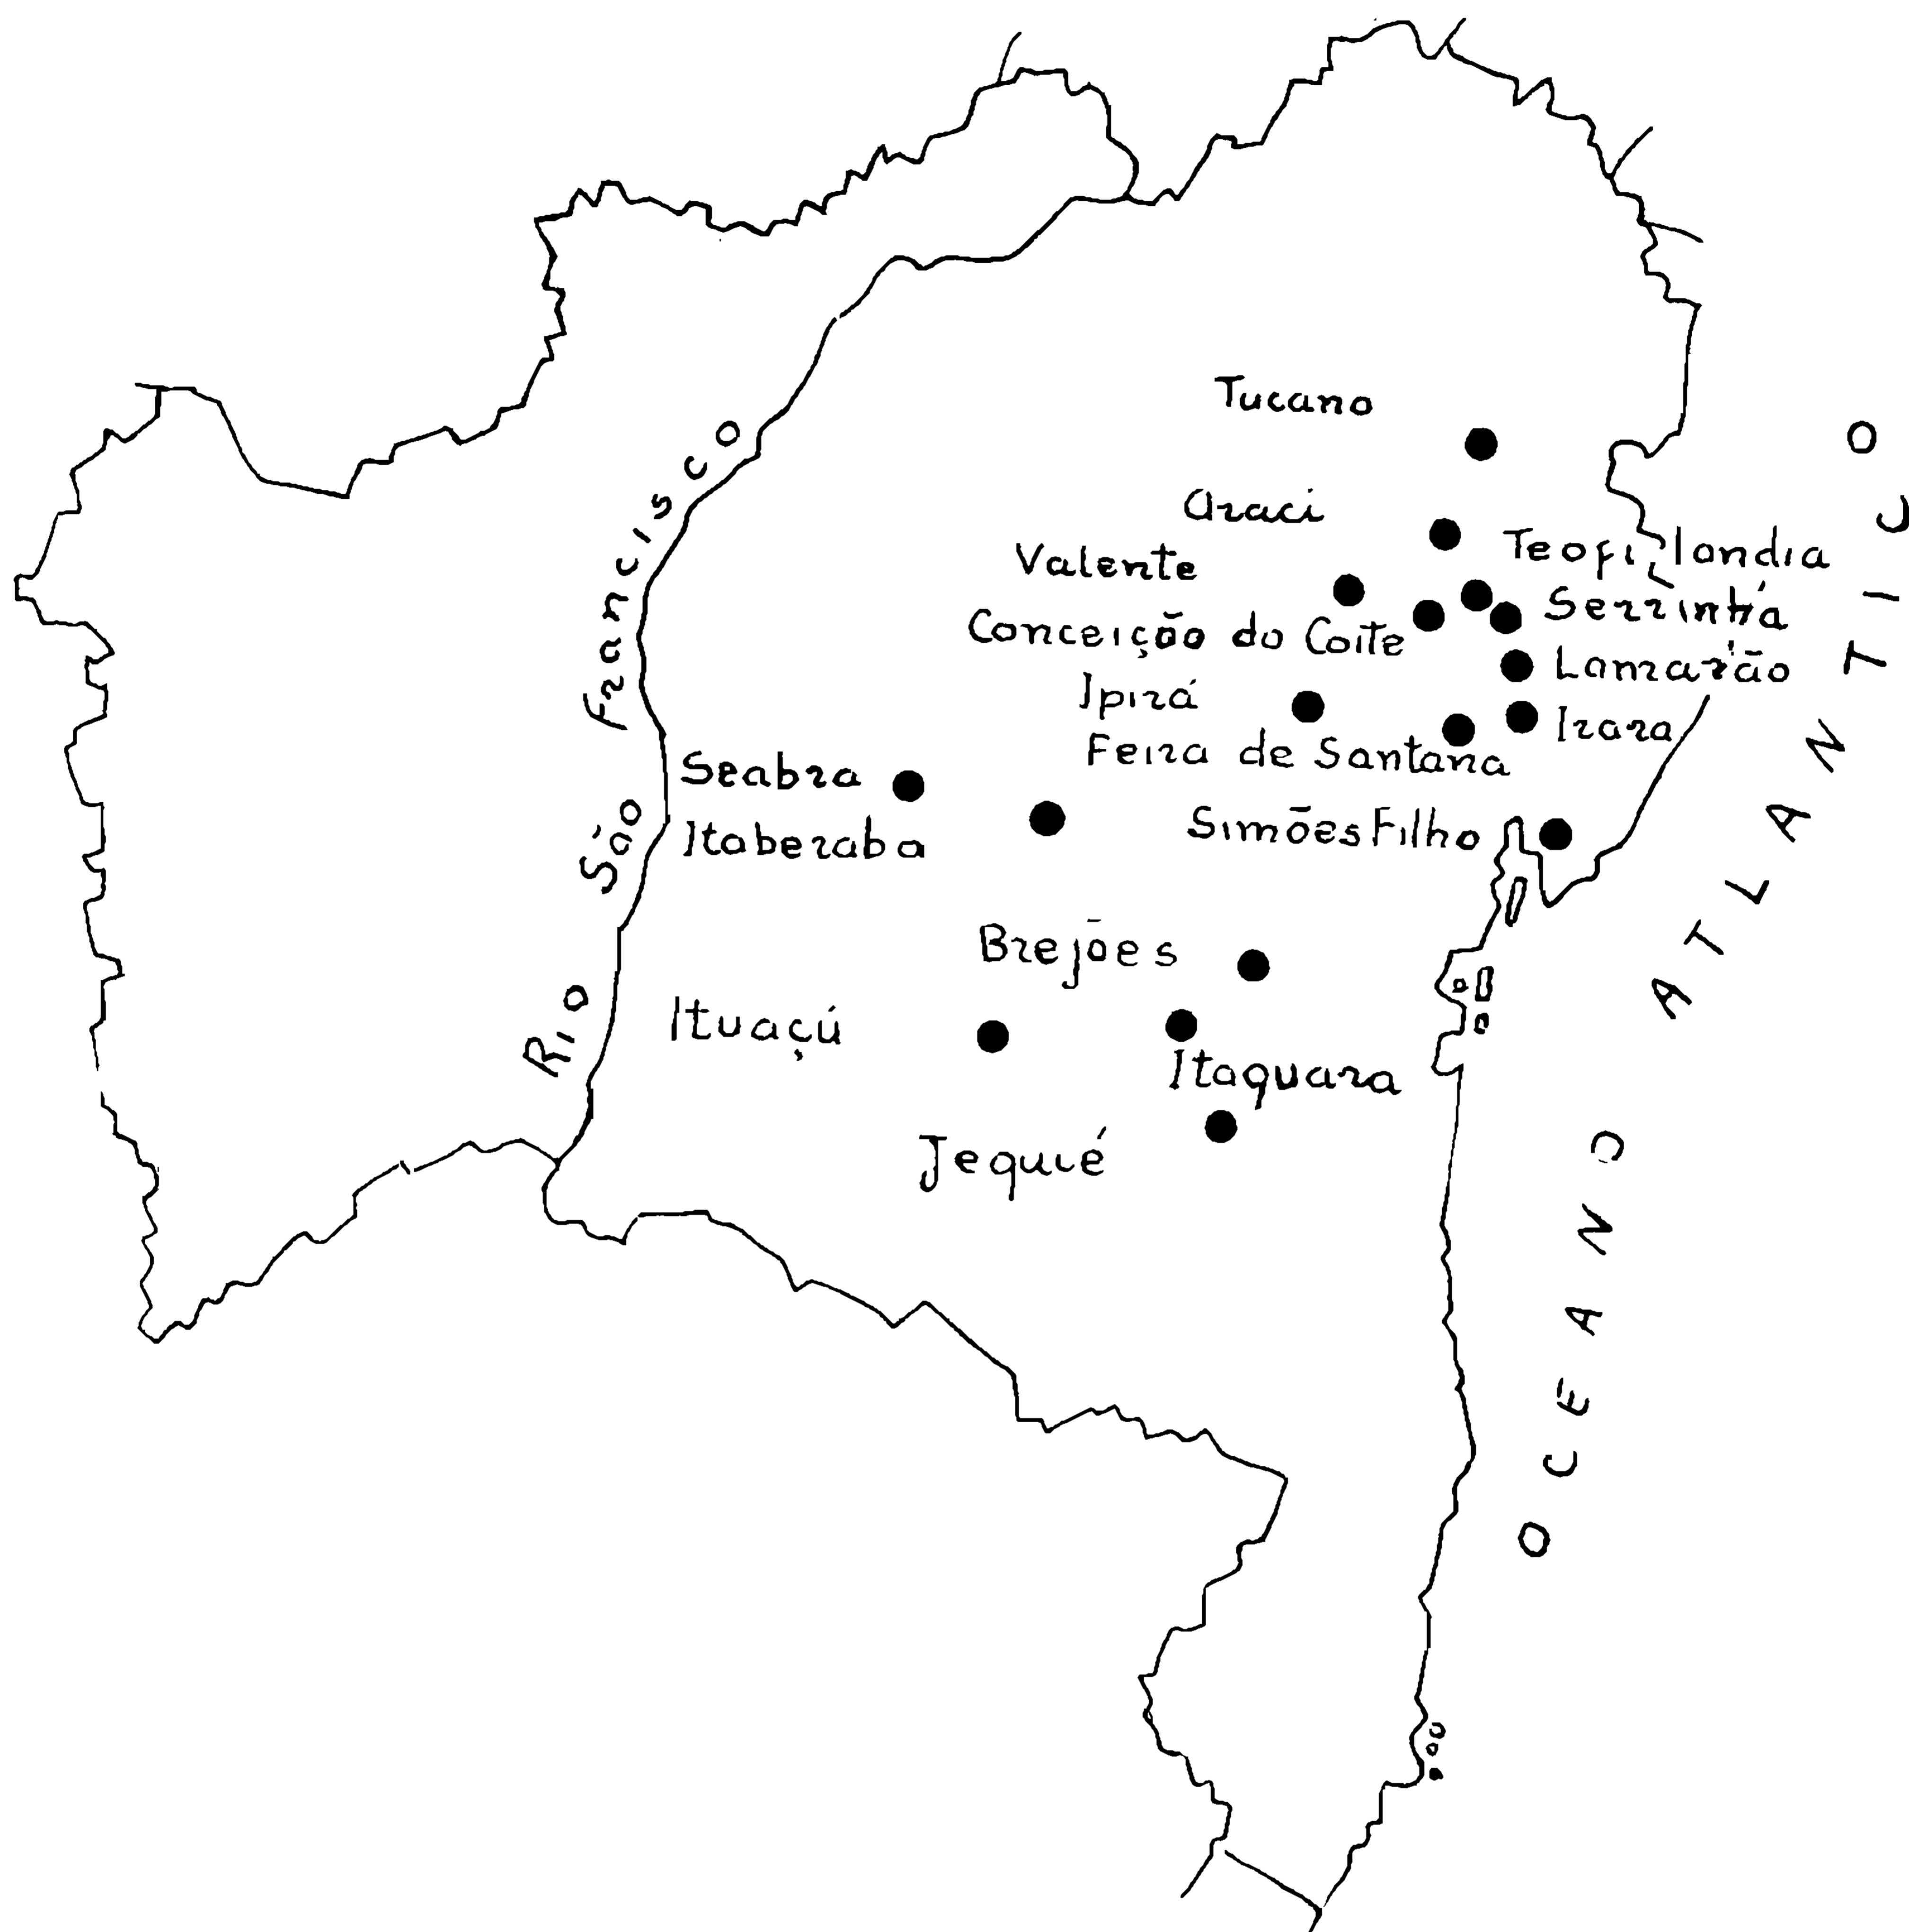 Tucano
Araci
Valente
Teofilandia
Conceição do Coite
Serrinha
Lamarão
Ipirá
Irara
Feira de Santana
Seabra
Itaberaba
Simões Filho
Brejões
Ituaçú
Itaquara
Jequié
RIO São Francisco
OCEANO ATLANTICO